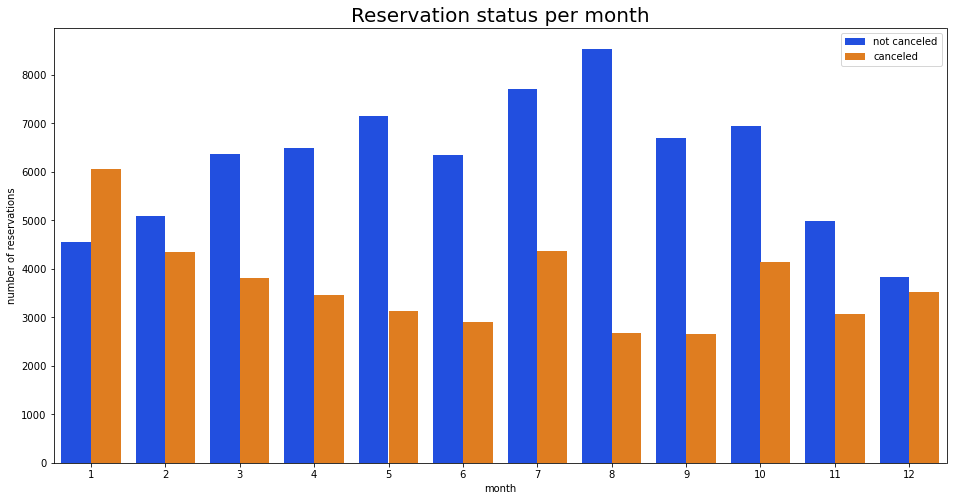 Reservation status per month
not canceled
canceled
number of reservations
8000
7000
6000
5000
4000
3000
2000
1000
0
1 2 3 4 5 6 7 8 9 10 11 12
month